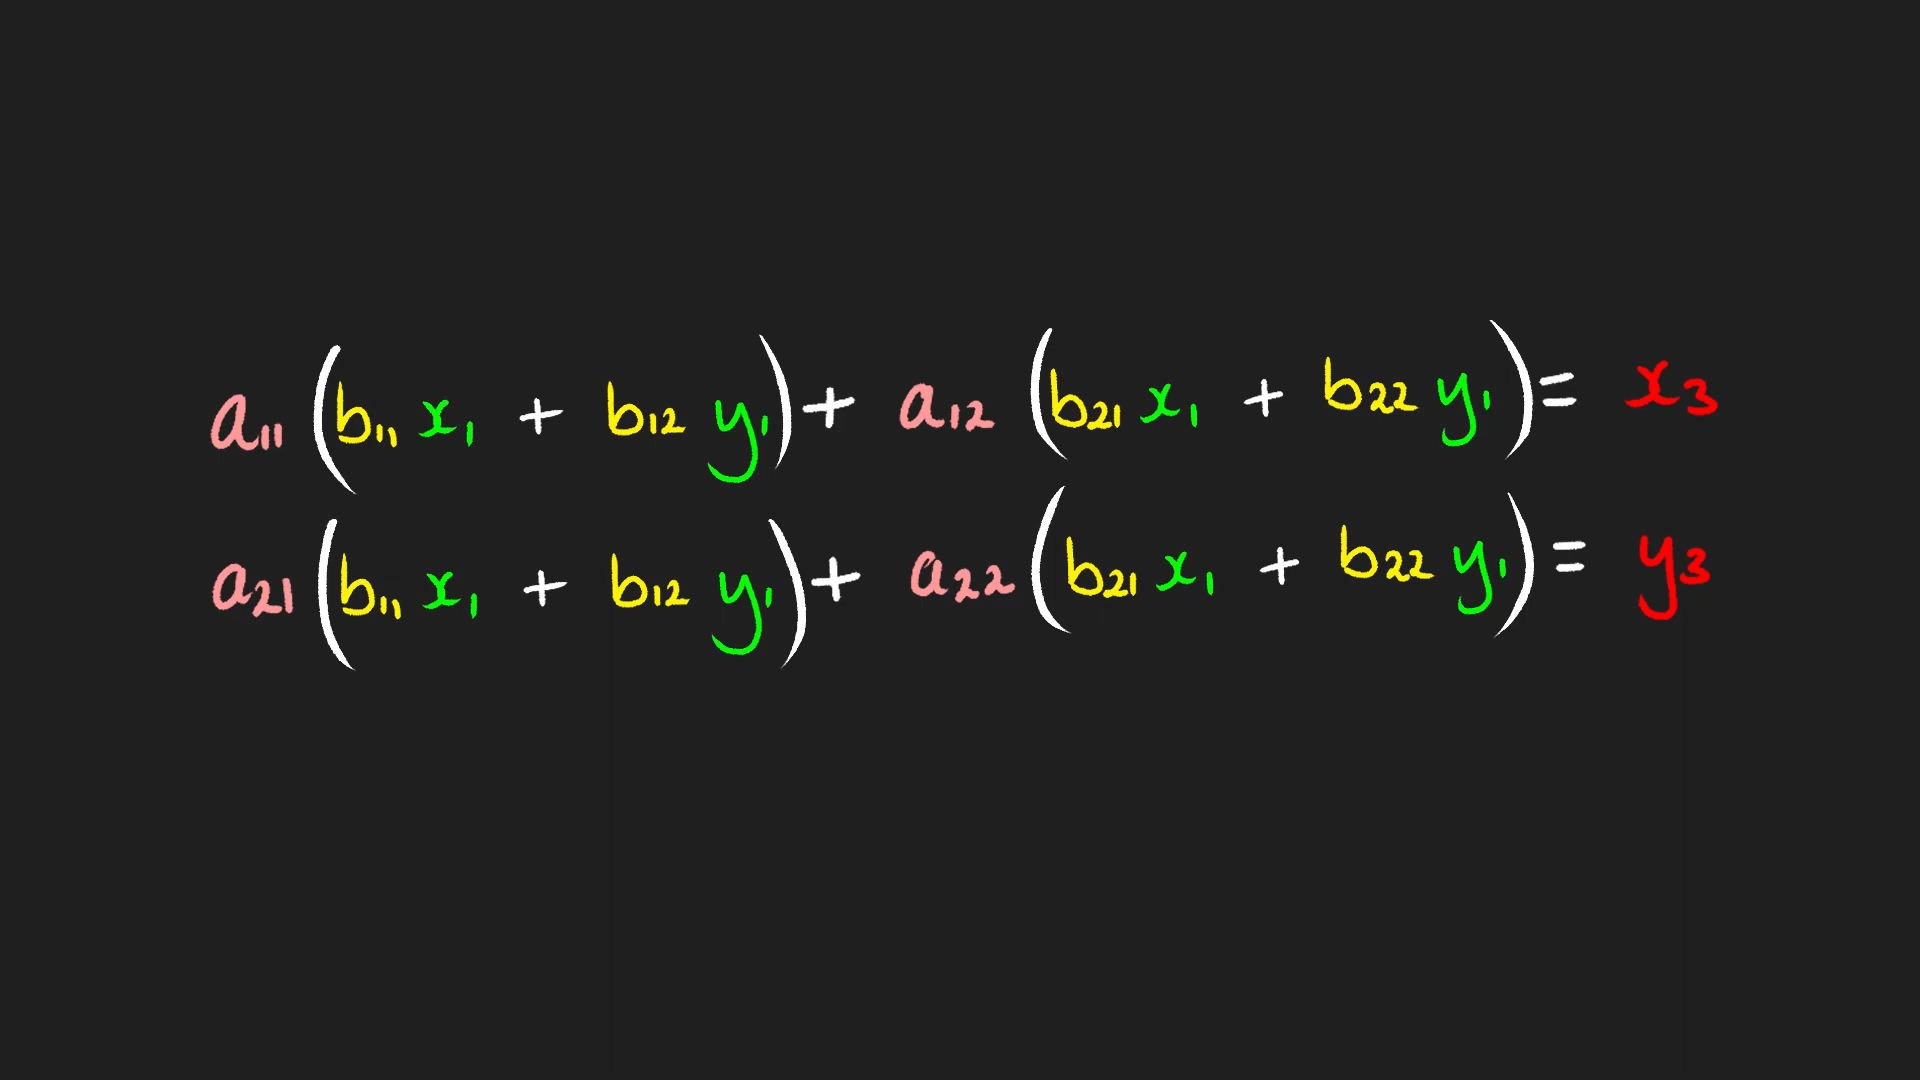 a₁₁ (b₁₁ x₁ + b₁₂ y₁) + a₁₂ (b₂₁ x₁ + b₂₂ y₁) = x₃
a₂₁ (b₁₁ x₁ + b₁₂ y₁) + a₂₂ (b₂₁ x₁ + b₂₂ y₁) = y₃